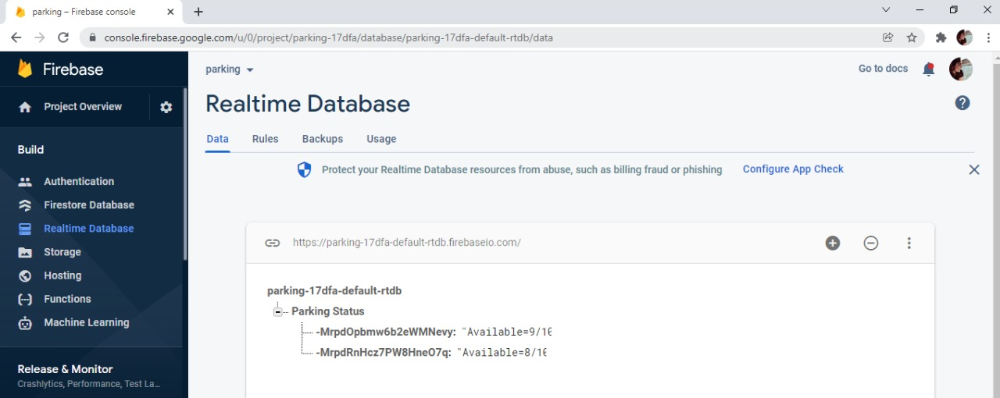 parking – Firebase console
console.firebase.google.com/u/0/project/parking-17dfa/database/parking-17dfa-default-rtdb/data
Firebase
parking
Go to docs
Project Overview
Realtime Database
Data Rules Backups Usage
Build
Protect your Realtime Database resources from abuse, such as billing fraud or phishing Configure App Check
Authentication
Firestore Database
Realtime Database
Storage
Hosting
Functions
Machine Learning
Release & Monitor
Crashlytics, Performance, Test La...
https://parking-17dfa-default-rtdb.firebaseio.com/
parking-17dfa-default-rtdb
Parking Status
-MrpdOpbmw6b2eWMNevy: "Available=9/10
-MrpdRnHcz7PW8HneO7q: "Available=8/10